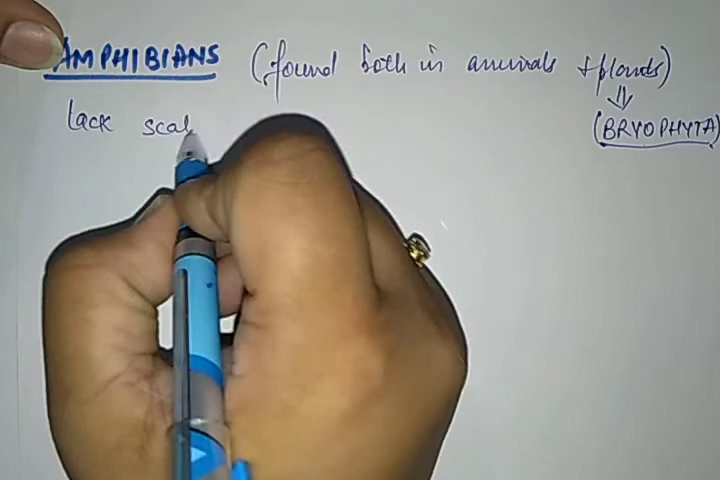 AMPHIBIANS (found both in animals + plants)
⇓
lack scal
(BRYOPHYTA)